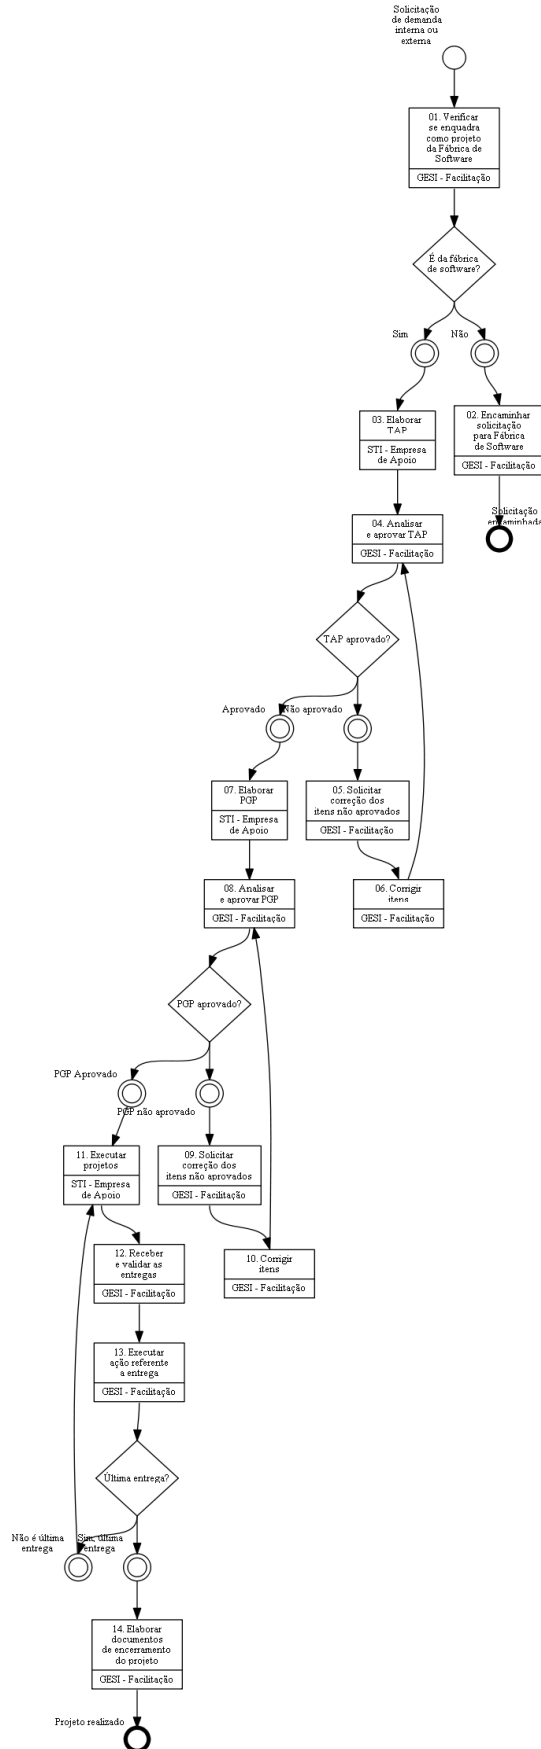 Solicitação
de demanda
interna ou
externa
01. Verificar
se enquadra
como projeto
da Fábrica de
Software
GESI - Facilitação
É da fábrica
de software?
Sim
Não
03. Elaborar
TAP
STI - Empresa
de Apoio
02. Encaminhar
solicitação
para Fábrica
de Software
GESI - Facilitação
Solicitação
encaminhada
04. Analisar
e aprovar TAP
GESI - Facilitação
TAP aprovado?
Aprovado
Não aprovado
07. Elaborar
PGP
STI - Empresa
de Apoio
05. Solicitar
correção dos
itens não aprovados
GESI - Facilitação
08. Analisar
e aprovar PGP
GESI - Facilitação
06. Corrigir
itens
GESI - Facilitação
PGP aprovado?
PGP Aprovado
PGP não aprovado
11. Executar
projetos
STI - Empresa
de Apoio
09. Solicitar
correção dos
itens não aprovados
GESI - Facilitação
12. Receber
e validar as
entregas
GESI - Facilitação
10. Corrigir
itens
GESI - Facilitação
13. Executar
ação referente
a entrega
GESI - Facilitação
Última entrega?
Não é última
entrega
Sim, última
entrega
14. Elaborar
documentos
de encerramento
do projeto
GESI - Facilitação
Projeto realizado